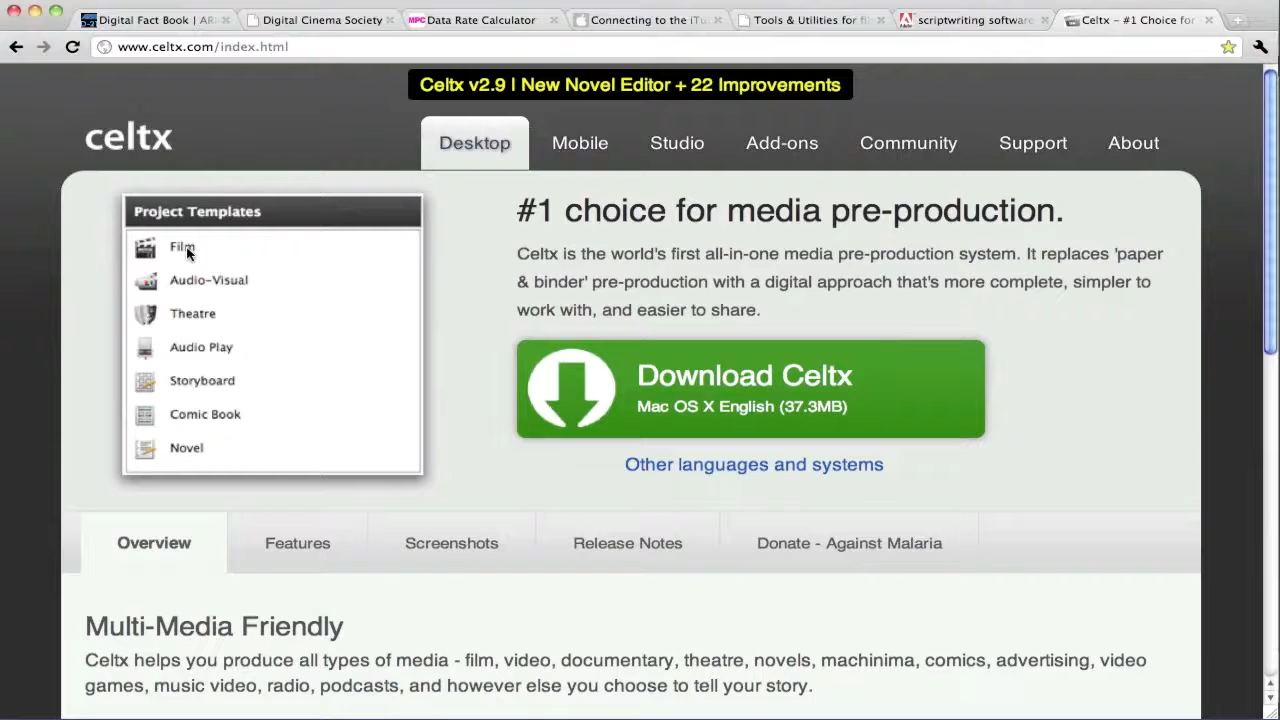 Digital Fact Book | AR
Digital Cinema Society
MPC Data Rate Calculator
Connecting to the iTu
Tools & Utilities for fi
scriptwriting software
Celtx - #1 Choice for
www.celtx.com/index.html
Celtx v2.9 | New Novel Editor + 22 Improvements
celtx
Desktop
Mobile
Studio
Add-ons
Community
Support
About
Project Templates
Film
Audio-Visual
Theatre
Audio Play
Storyboard
Comic Book
Novel
#1 choice for media pre-production.
Celtx is the world's first all-in-one media pre-production system. It replaces 'paper
& binder' pre-production with a digital approach that's more complete, simpler to
work with, and easier to share.
Download Celtx
Mac OS X English (37.3MB)
Other languages and systems
Overview
Features
Screenshots
Release Notes
Donate - Against Malaria
Multi-Media Friendly
Celtx helps you produce all types of media - film, video, documentary, theatre, novels, machinima, comics, advertising, video
games, music video, radio, podcasts, and however else you choose to tell your story.